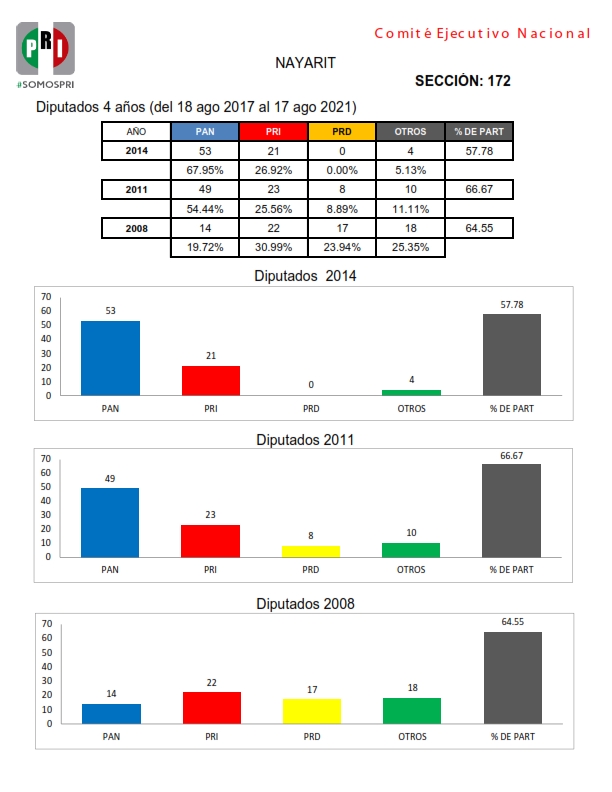 Comité Ejecutivo Nacional
PRI
#SOMOSPRI
NAYARIT
SECCIÓN: 172
Diputados 4 años (del 18 ago 2017 al 17 ago 2021)
AÑO PAN PRI PRD OTROS % DE PART
2014 53 21 0 4 57.78
67.95% 26.92% 0.00% 5.13%
2011 49 23 8 10 66.67
54.44% 25.56% 8.89% 11.11%
2008 14 22 17 18 64.55
19.72% 30.99% 23.94% 25.35%
Diputados 2014
70
60
50
40
30
20
10
0
53 21 0 4 57.78
PAN PRI PRD OTROS % DE PART
Diputados 2011
70
60
50
40
30
20
10
0
49 23 8 10 66.67
PAN PRI PRD OTROS % DE PART
Diputados 2008
70
60
50
40
30
20
10
0
14 22 17 18 64.55
PAN PRI PRD OTROS % DE PART